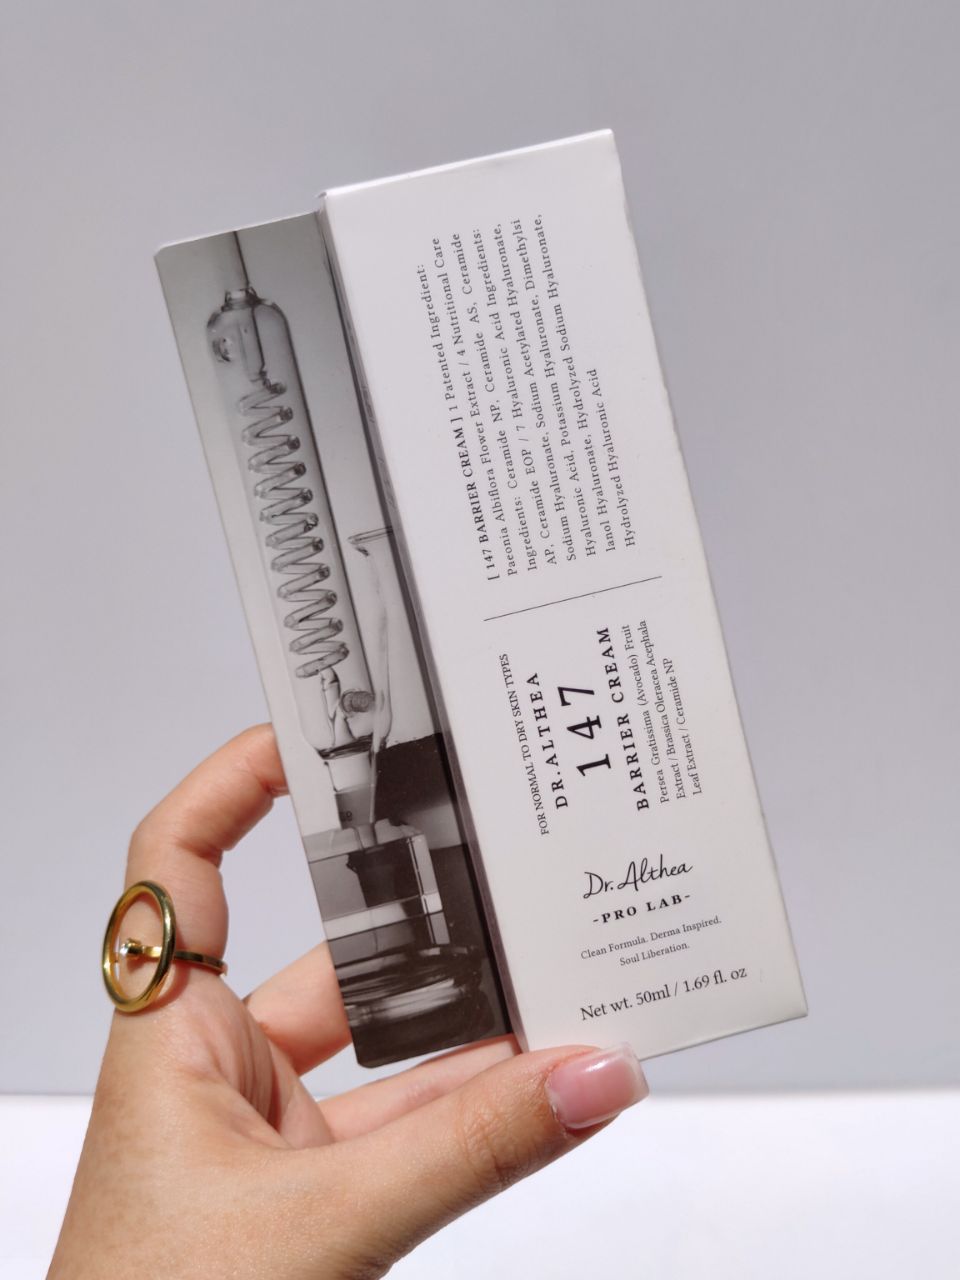 [ 147 BARRIER CREAM ] 1 Patented Ingredient:
Paeonia Albiflora Flower Extract / 4 Nutritional Care
Ingredients: Ceramide NP, Ceramide AS, Ceramide
AP, Ceramide EOP / 7 Hyaluronic Acid Ingredients:
Sodium Hyaluronate, Sodium Acetylated Hyaluronate,
Hyaluronic Acid, Potassium Hyaluronate, Dimethylsi
lanol Hyaluronate, Hydrolyzed Sodium Hyaluronate,
Hydrolyzed Hyaluronic Acid
FOR NORMAL TO DRY SKIN TYPES
DR.ALTHEA
147
BARRIER CREAM
Persea Gratissima (Avocado) Fruit
Extract / Brassica Oleracea Acephala
Leaf Extract / Ceramide NP
Dr.Althea
-PRO LAB-
Clean Formula. Derma Inspired.
Soul Liberation.
Net wt. 50ml / 1.69 fl. oz